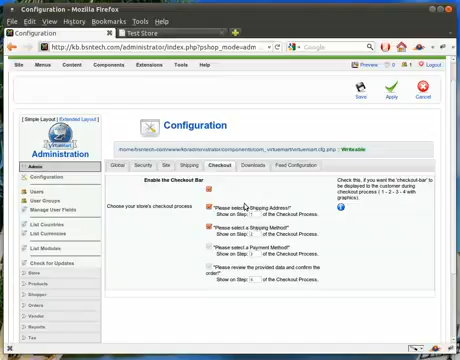 Configuration - Mozilla Firefox
File Edit View History Bookmarks Tools Help
Configuration
Test Store
http://kb.bsntech.com/administrator/index.php?pshop_mode=adm
Google
Site Menus Content Components Extensions Tools Help
Preview 0 1 Logout
Save Apply Cancel
[ Simple Layout | Extended Layout ]
Configuration
VirtueMart
Administration
Writeable
Global Security Site Shipping Checkout Downloads Feed Configuration
Admin
Configuration
Users
User Groups
Manage User Fields
List Countries
List Currencies
List Modules
Check for Updates
Store
Products
Shopper
Orders
Vendor
Reports
Tax
Enable the Checkout Bar
Check this, if you want the 'checkout-bar' to be displayed to the customer during checkout process ( 1 - 2 - 3 - 4 with graphics).
Choose your store's checkout process
"Please select a Shipping Address!"
Show on Step: 1 of the Checkout Process.
"Please select a Shipping Method!"
Show on Step: 2 of the Checkout Process.
"Please select a Payment Method!"
Show on Step: 3 of the Checkout Process.
"Please review the provided data and confirm the order!"
Show on Step: 4 of the Checkout Process.